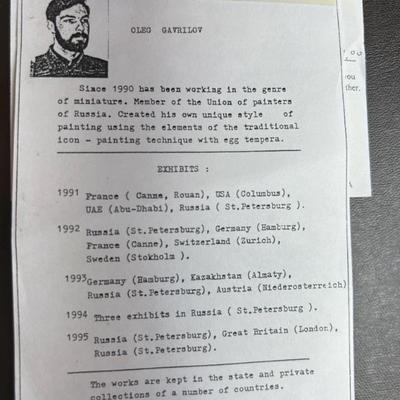 OLEG GAVRILOV
Since 1990 has been working in the genre
of miniature. Member of the Union of painters
of Russia. Created his own unique style of
painting using the elements of the traditional
icon - painting technique with egg tempera.
EXHIBITS :
1991 France ( Canne, Rouan), USA (Columbus),
UAE (Abu-Dhabi), Russia ( St.Petersburg ).
1992 Russia (St.Petersburg), Germany (Hamburg),
France (Canne), Switzerland (Zurich),
Sweden (Stokholm ).
1993 Germany (Hamburg), Kazakhstan (Almaty),
Russia (St.Petersburg), Austria (Niederosterreich)
1994 Three exhibits in Russia ( St.Petersburg ).
1995 Russia (St.Petersburg), Great Britain (London),
Russia (St.Petersburg).
The works are kept in the state and private
collections of a number of countries.
you